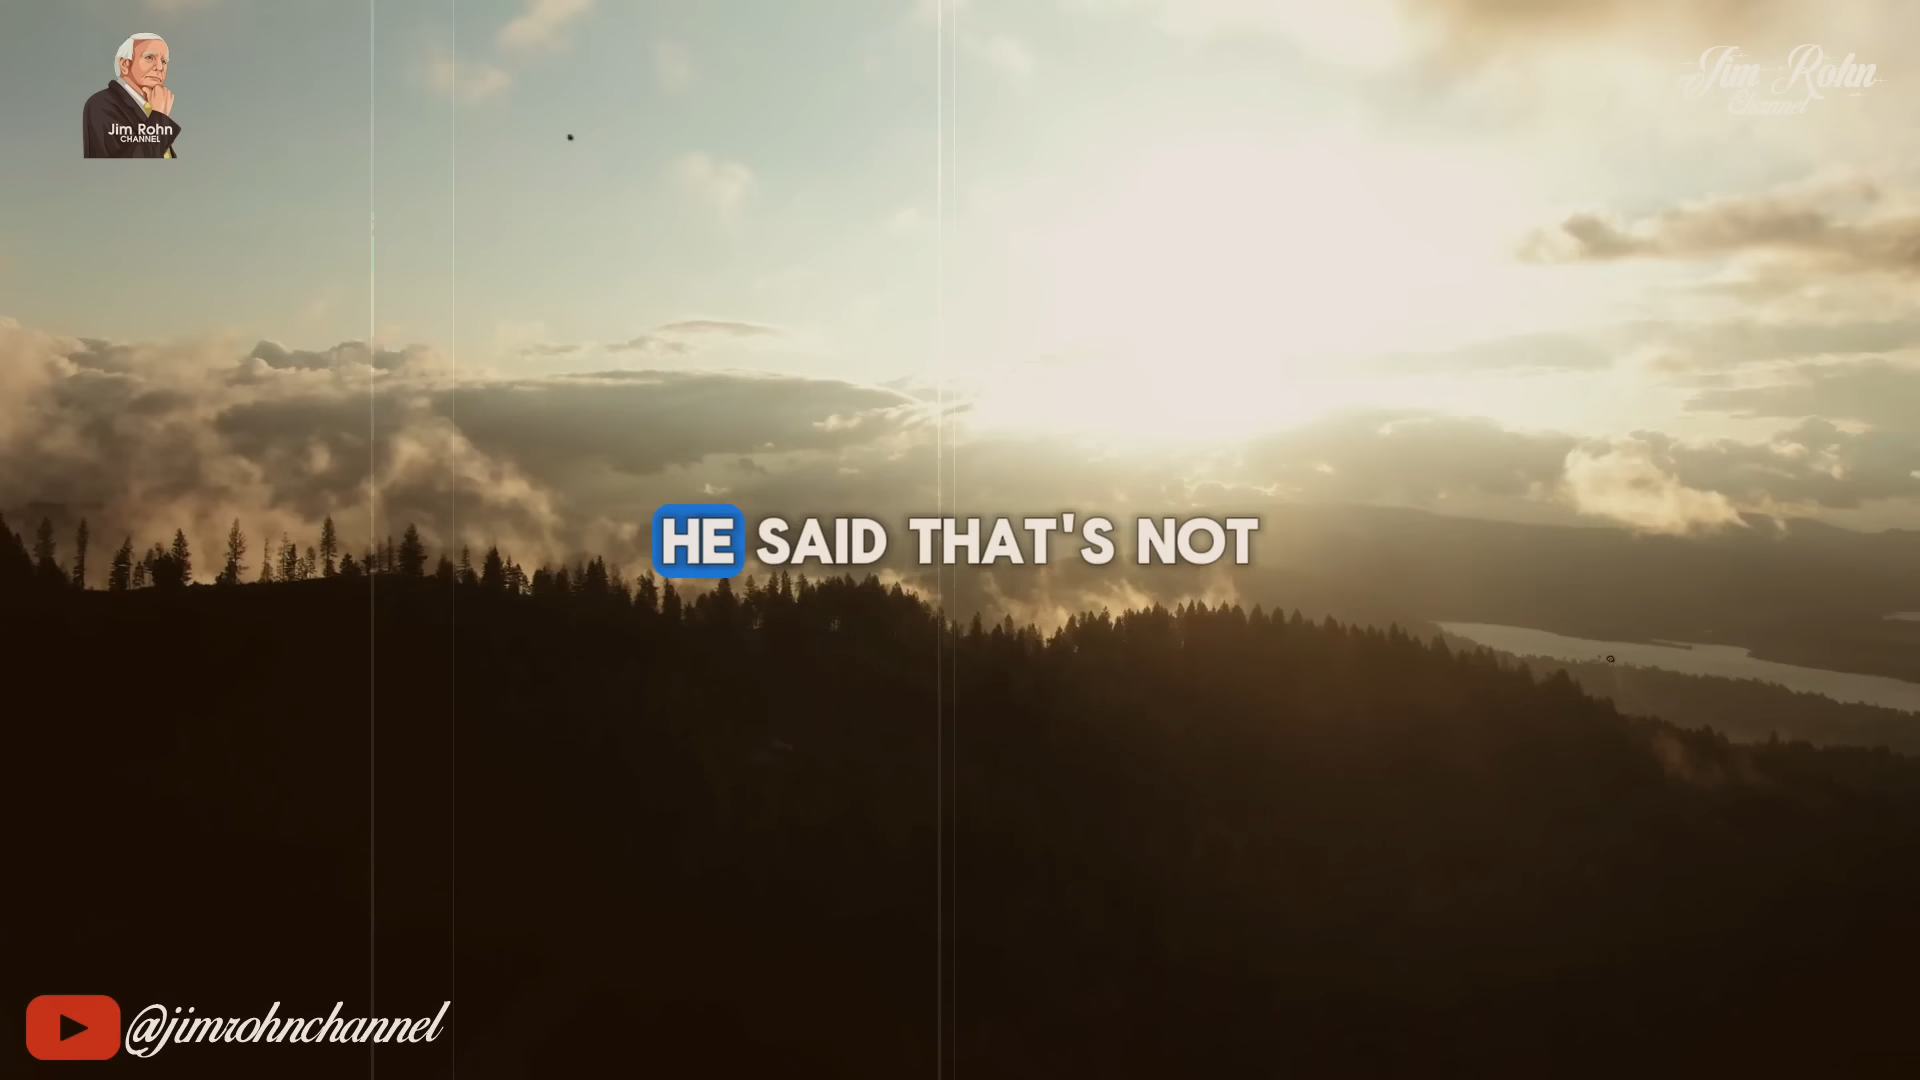 Jim Rohn
CHANNEL
Jim Rohn
Channel
HE SAID THAT'S NOT
@jimrohnchannel